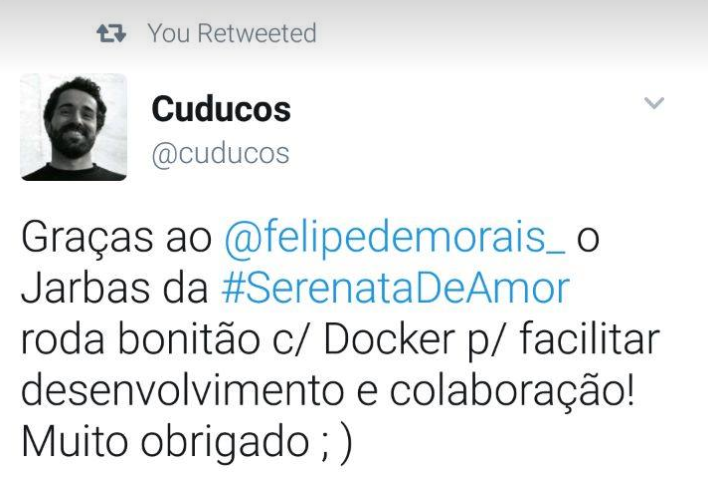 You Retweeted
Cuducos
@cuducos
Graças ao @felipedemorais_ o
Jarbas da #SerenataDeAmor
roda bonitão c/ Docker p/ facilitar
desenvolvimento e colaboração!
Muito obrigado ; )